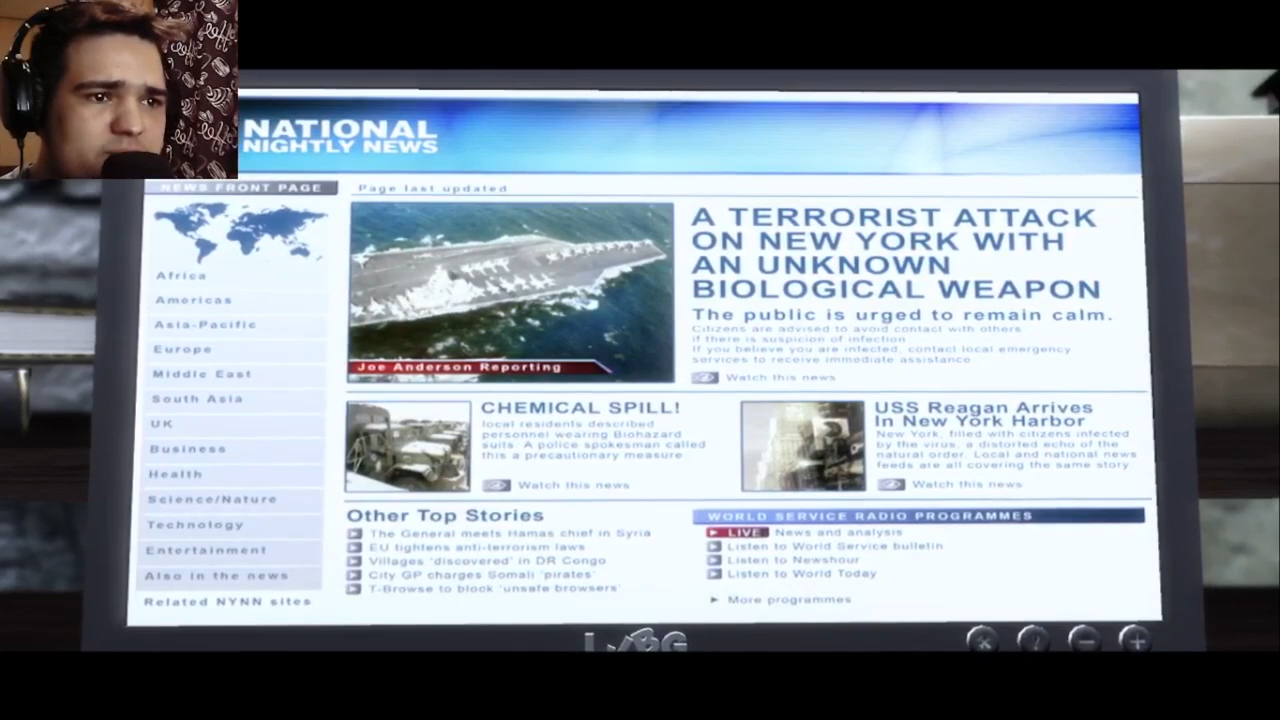 NATIONAL
NIGHTLY NEWS
NEWS FRONT PAGE
Page last updated
Africa
Americas
Asia-Pacific
Europe
Middle East
South Asia
UK
Business
Health
Science/Nature
Technology
Entertainment
Also in the news
Related NYNN sites
Joe Anderson Reporting
A TERRORIST ATTACK
ON NEW YORK WITH
AN UNKNOWN
BIOLOGICAL WEAPON
The public is urged to remain calm.
Citizens are advised to avoid contact with others
if there is suspicion of infection
If you believe you are infected, contact local emergency
services to receive immediate assistance
Watch this news
CHEMICAL SPILL!
local residents described
personnel wearing Biohazard
suits. A police spokesman called
this a precautionary measure
Watch this news
USS Reagan Arrives
In New York Harbor
New York, filled with citizens infected
by the virus, a distorted echo of the
natural order. Local and national news
feeds are all covering the same story
Watch this news
Other Top Stories
The General meets Hamas chief in Syria
EU tightens anti-terrorism laws
Villages 'discovered' in DR Congo
City GP charges Somali 'pirates'
T-Browse to block 'unsafe browsers'
WORLD SERVICE RADIO PROGRAMMES
LIVE News and analysis
Listen to World Service bulletin
Listen to Newshour
Listen to World Today
More programmes